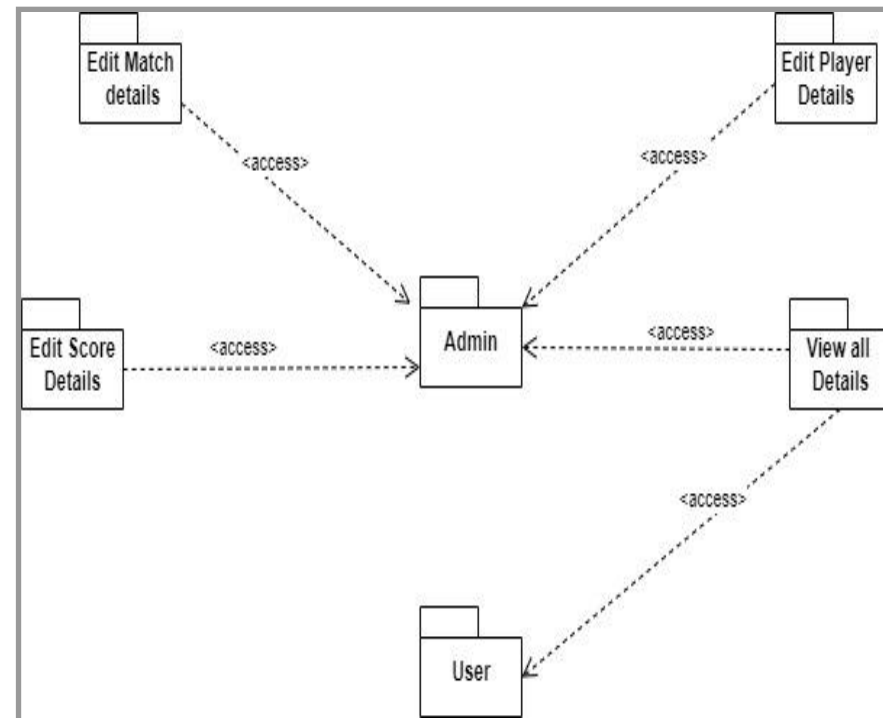 Edit Match
details
Edit Player
Details
<access>
<access>
Edit Score
Details
<access>
Admin
<access>
View all
Details
<access>
User